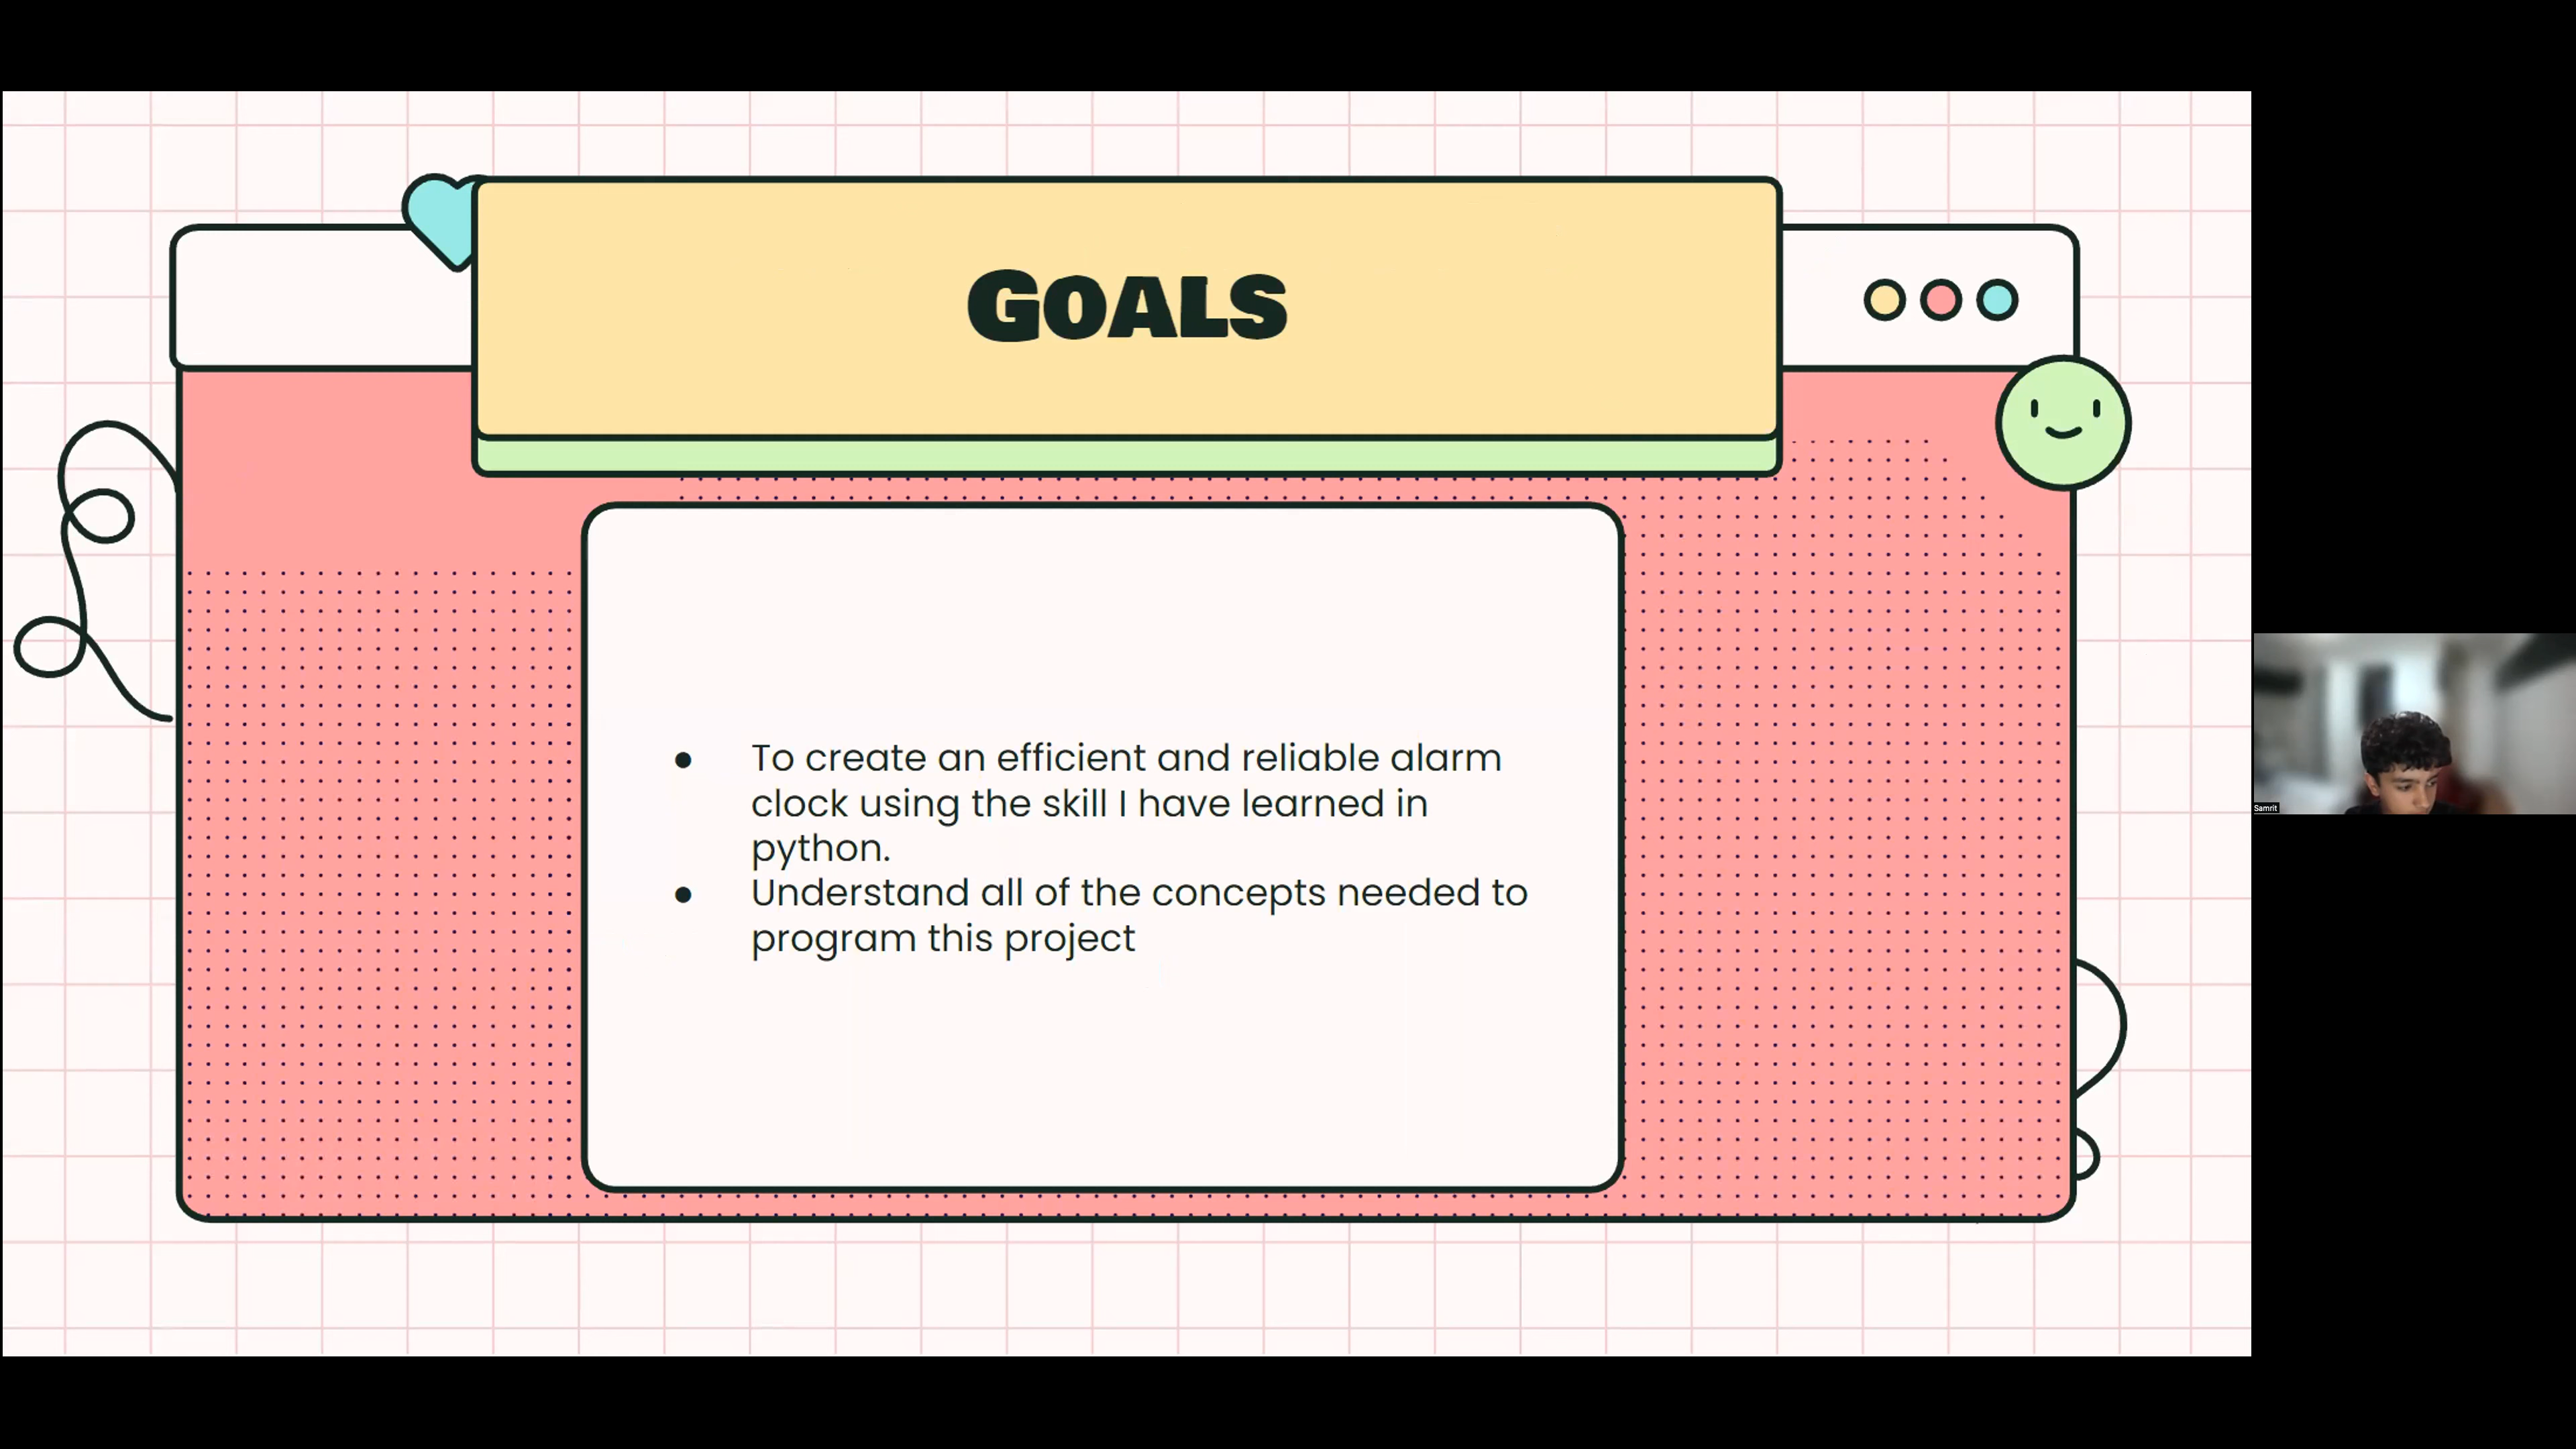 GOALS
● To create an efficient and reliable alarm
clock using the skill I have learned in
python.
● Understand all of the concepts needed to
program this project
Samrit